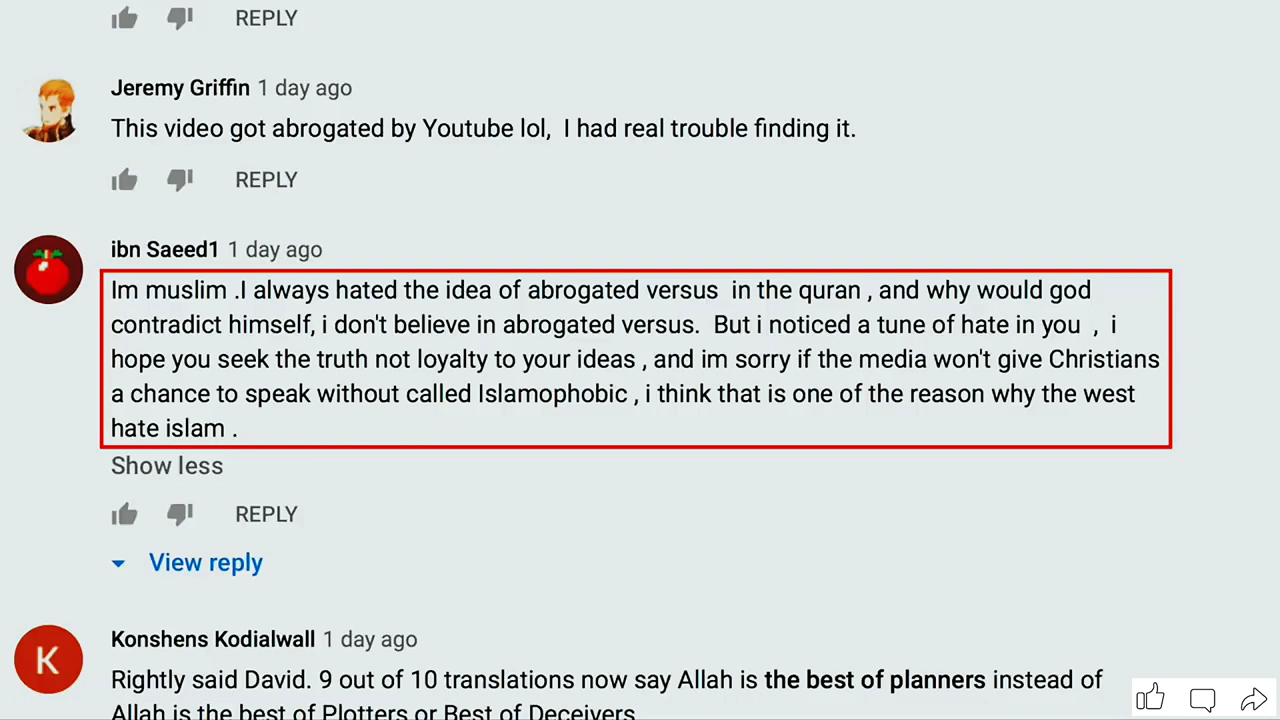 REPLY
Jeremy Griffin 1 day ago
This video got abrogated by Youtube lol, I had real trouble finding it.
REPLY
ibn Saeed1 1 day ago
Im muslim .I always hated the idea of abrogated versus in the quran , and why would god
contradict himself, i don't believe in abrogated versus. But i noticed a tune of hate in you , i
hope you seek the truth not loyalty to your ideas , and im sorry if the media won't give Christians
a chance to speak without called Islamophobic , i think that is one of the reason why the west
hate islam .
Show less
REPLY
View reply
K
Konshens Kodialwall 1 day ago
Rightly said David. 9 out of 10 translations now say Allah is the best of planners instead of
Allah is the best of Plotters or Best of Deceivers